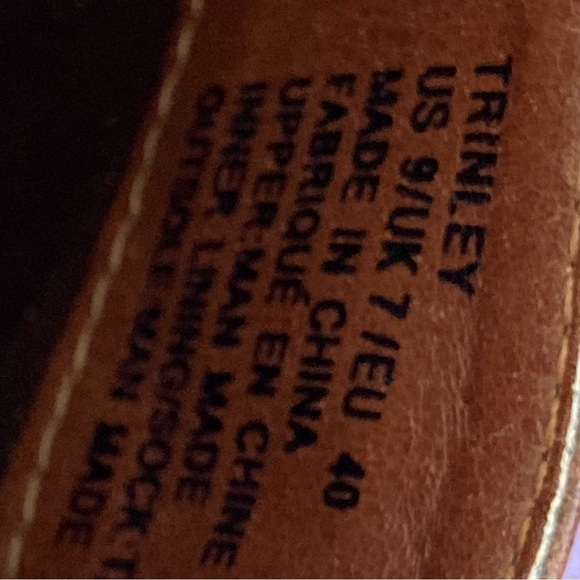 TRINLEY
US 9/UK 7 /EU 40
MADE IN CHINA
FABRIQUÉ EN CHINE
UPPER:MAN MADE
INNER LINING/SOCK:T
OUTSOLE MAN MADE